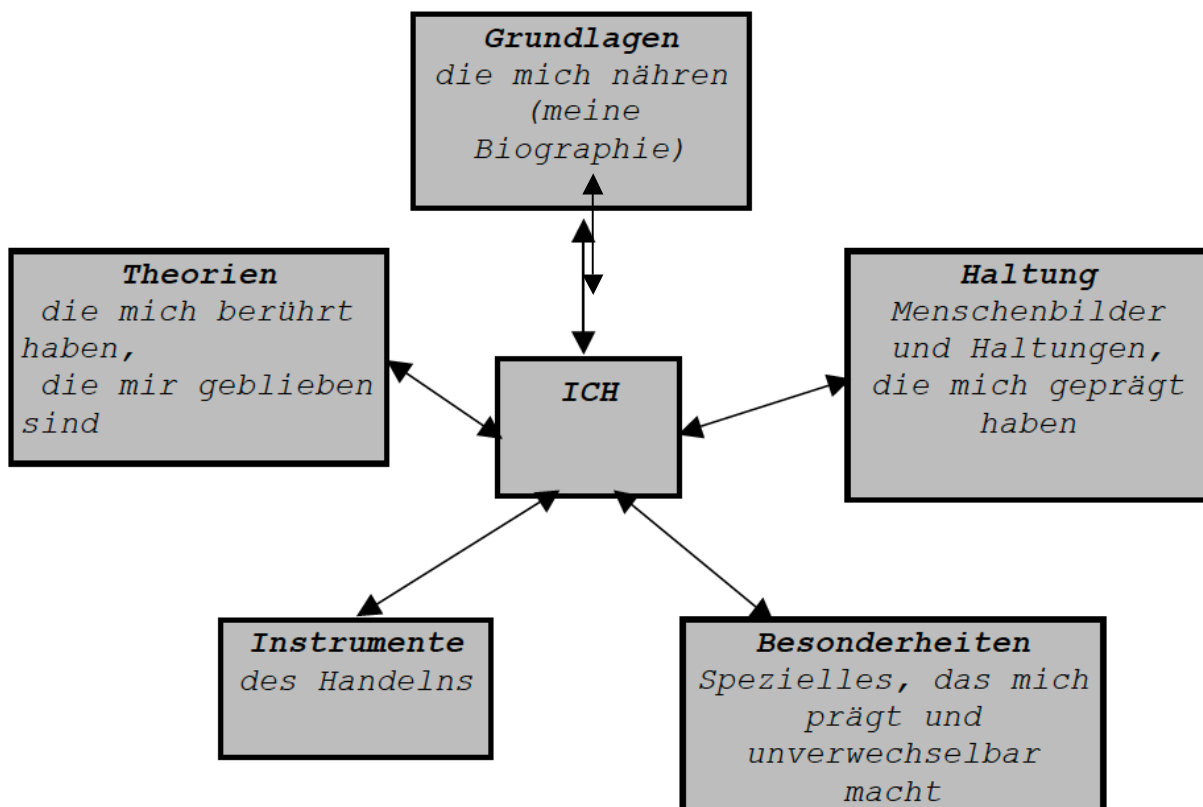 Grundlagen
die mich nähren
(meine
Biographie)
Theorien
die mich berührt
haben,
die mir geblieben
sind
Haltung
Menschenbilder
und Haltungen,
die mich geprägt
haben
ICH
Instrumente
des Handelns
Besonderheiten
Spezielles, das mich
prägt und
unverwechselbar
macht